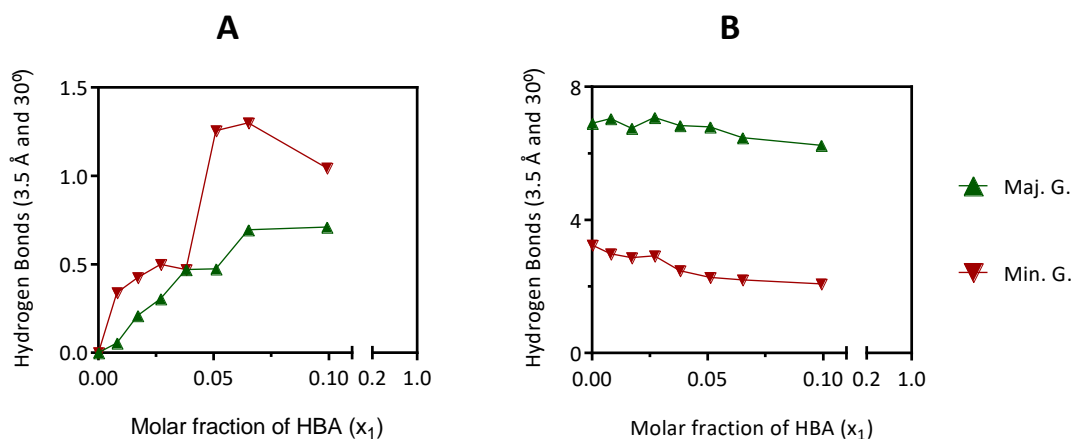 A
Hydrogen Bonds (3.5 Å and 30º)
1.5
1.0
0.5
0.0
0.00
0.05
0.10
0.2
1.0
Molar fraction of HBA (x₁)
B
Hydrogen Bonds (3.5 Å and 30º)
8
4
0
0.00
0.05
0.10
0.2
1.0
Molar fraction of HBA (x₁)
Maj. G.
Min. G.